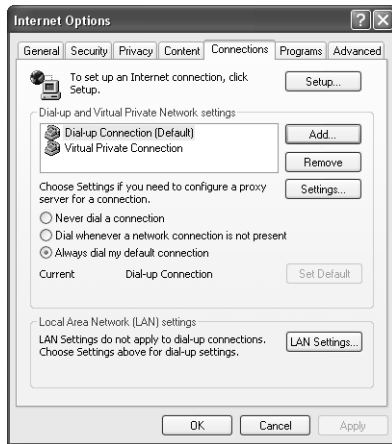 Internet Options
General Security Privacy Content Connections Programs Advanced
To set up an Internet connection, click
Setup.
Setup...
Dial-up and Virtual Private Network settings
Dial-up Connection (Default)
Virtual Private Connection
Add...
Remove
Choose Settings if you need to configure a proxy
server for a connection.
Settings...
Never dial a connection
Dial whenever a network connection is not present
Always dial my default connection
Current Dial-up Connection Set Default
Local Area Network (LAN) settings
LAN Settings do not apply to dial-up connections.
Choose Settings above for dial-up settings.
LAN Settings...
OK Cancel Apply